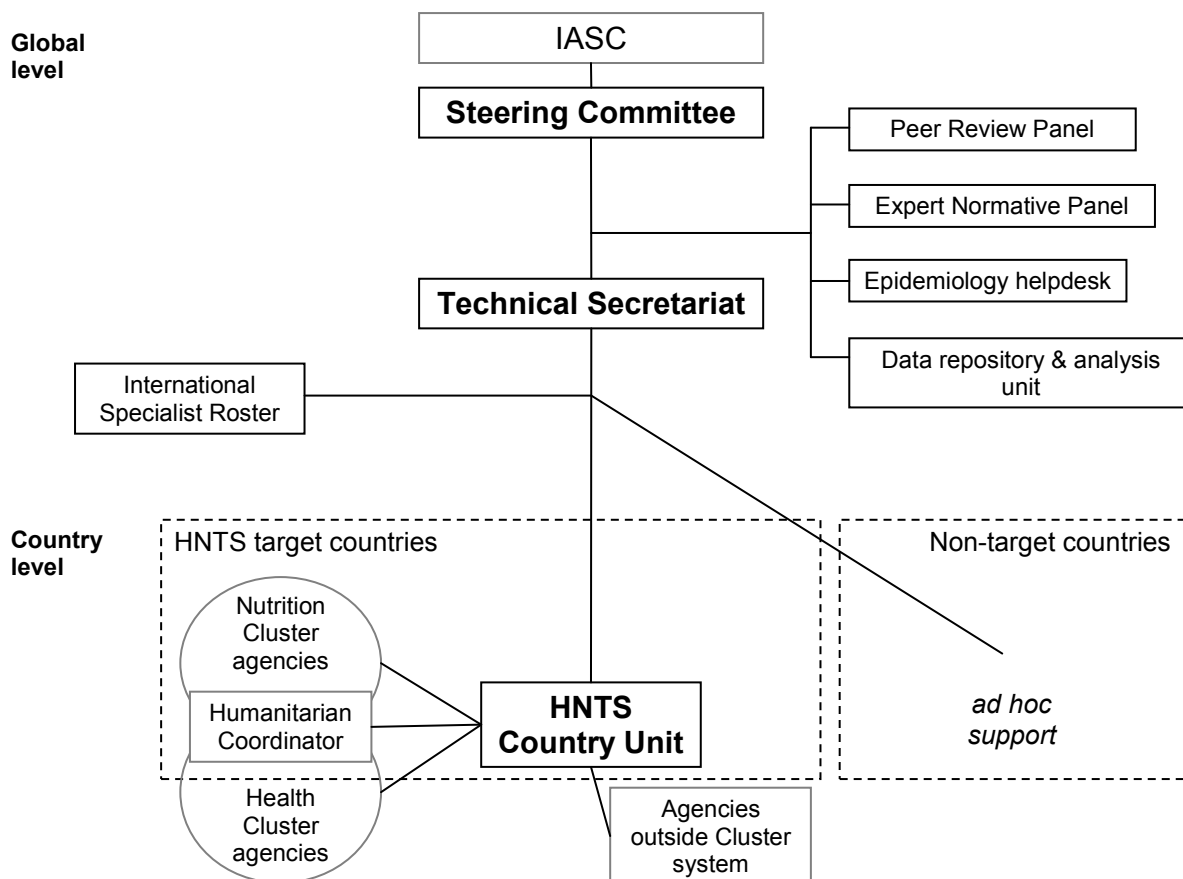 Global
level
IASC
Steering Committee
Peer Review Panel
Expert Normative Panel
Epidemiology helpdesk
Data repository & analysis
unit
Technical Secretariat
International
Specialist Roster
Country
level
HNTS target countries
Non-target countries
Nutrition
Cluster
agencies
Humanitarian
Coordinator
Health
Cluster
agencies
HNTS
Country Unit
Agencies
outside Cluster
system
ad hoc
support